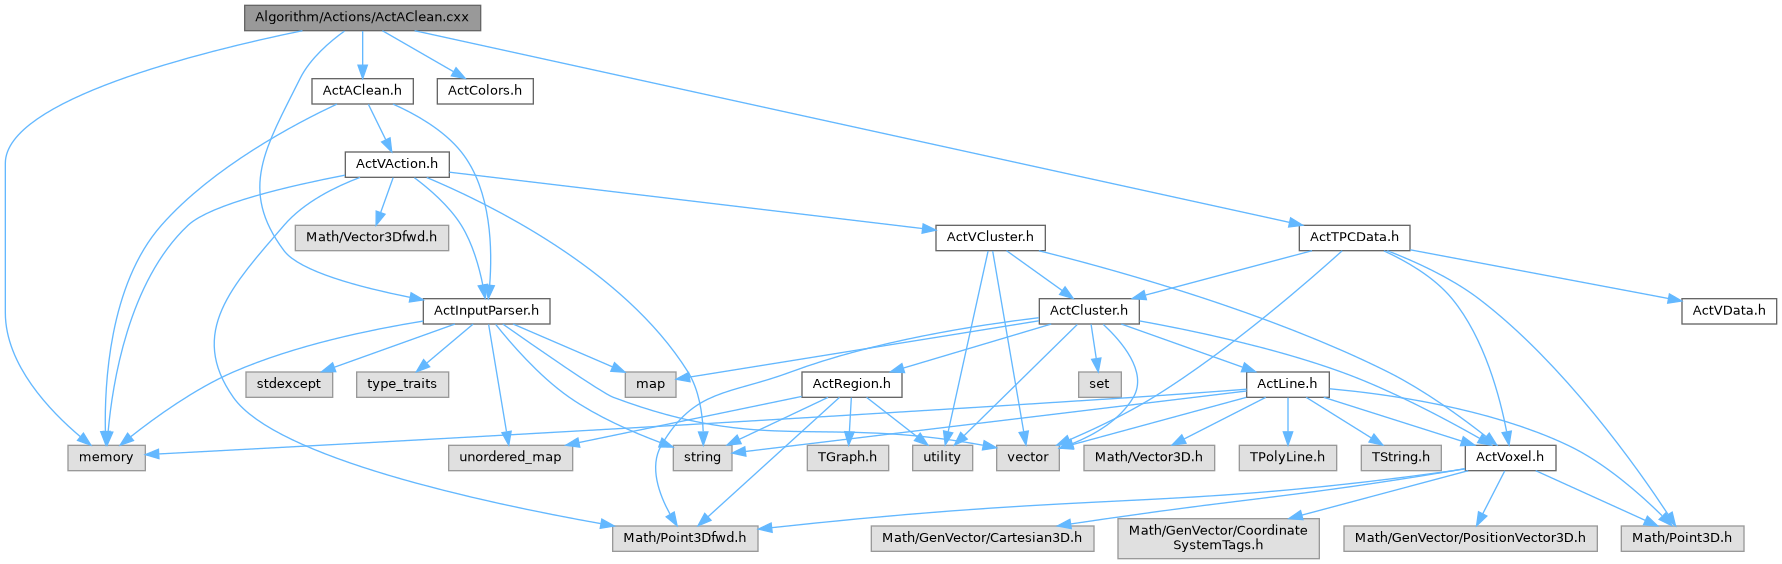 Algorithm/Actions/ActAClean.cxx
ActAClean.h
ActColors.h
ActVAction.h
Math/Vector3Dfwd.h
ActVCluster.h
ActTPCData.h
ActInputParser.h
ActCluster.h
ActVData.h
stdexcept
type_traits
map
ActRegion.h
set
ActLine.h
memory
unordered_map
string
TGraph.h
utility
vector
Math/Vector3D.h
TPolyLine.h
TString.h
ActVoxel.h
Math/Point3Dfwd.h
Math/GenVector/Cartesian3D.h
Math/GenVector/Coordinate
SystemTags.h
Math/GenVector/PositionVector3D.h
Math/Point3D.h